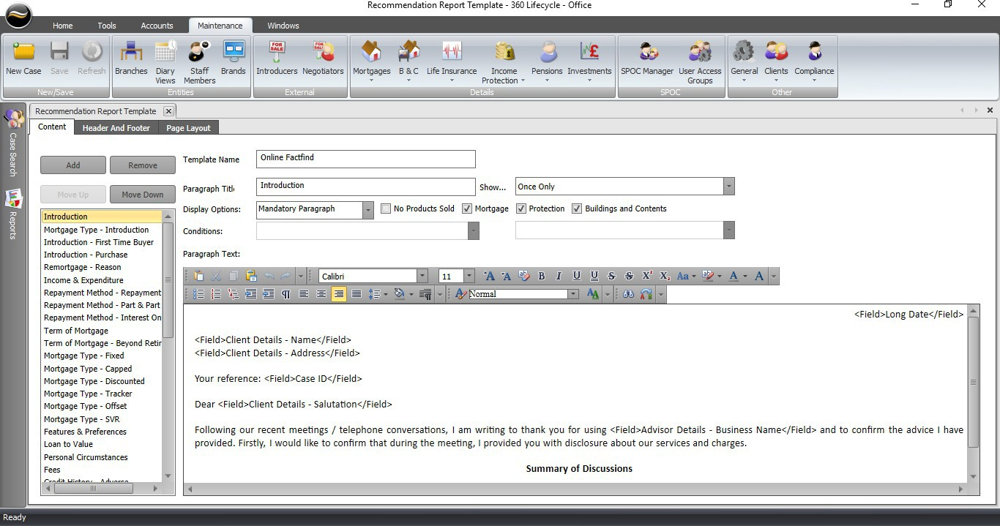 Recommendation Report Template - 360 Lifecycle - Office
Home Tools Accounts Maintenance Windows
New Case Save Refresh Branches Diary Views Staff Members Brands Introducers Negotiators Mortgages B & C Life Insurance Income Protection Pensions Investments SPOC Manager User Access Groups General Clients Compliance
New/Save Entities External Details SPOC Other
FOR SALE
FOR SALE
Case Search
Reports
Recommendation Report Template
Content Header And Footer Page Layout
Add Remove
Move Up Move Down
Template Name Online Factfind
Paragraph Titl Introduction Show... Once Only
Display Options: Mandatory Paragraph No Products Sold Mortgage Protection Buildings and Contents
Conditions:
Paragraph Text:
Introduction
Mortgage Type - Introduction
Introduction - First Time Buyer
Introduction - Purchase
Remortgage - Reason
Income & Expenditure
Repayment Method - Repayment
Repayment Method - Part & Part
Repayment Method - Interest On
Term of Mortgage
Term of Mortgage - Beyond Retir
Mortgage Type - Fixed
Mortgage Type - Capped
Mortgage Type - Discounted
Mortgage Type - Tracker
Mortgage Type - Offset
Mortgage Type - SVR
Features & Preferences
Loan to Value
Personal Circumstances
Fees
Credit History - Adverse
Calibri 11 A A B I U U S S X² X₂ Aa A A
Normal AA
<Field>Long Date</Field>
<Field>Client Details - Name</Field>
<Field>Client Details - Address</Field>
Your reference: <Field>Case ID</Field>
Dear <Field>Client Details - Salutation</Field>
Following our recent meetings / telephone conversations, I am writing to thank you for using <Field>Advisor Details - Business Name</Field> and to confirm the advice I have
provided. Firstly, I would like to confirm that during the meeting, I provided you with disclosure about our services and charges.
Summary of Discussions
Ready